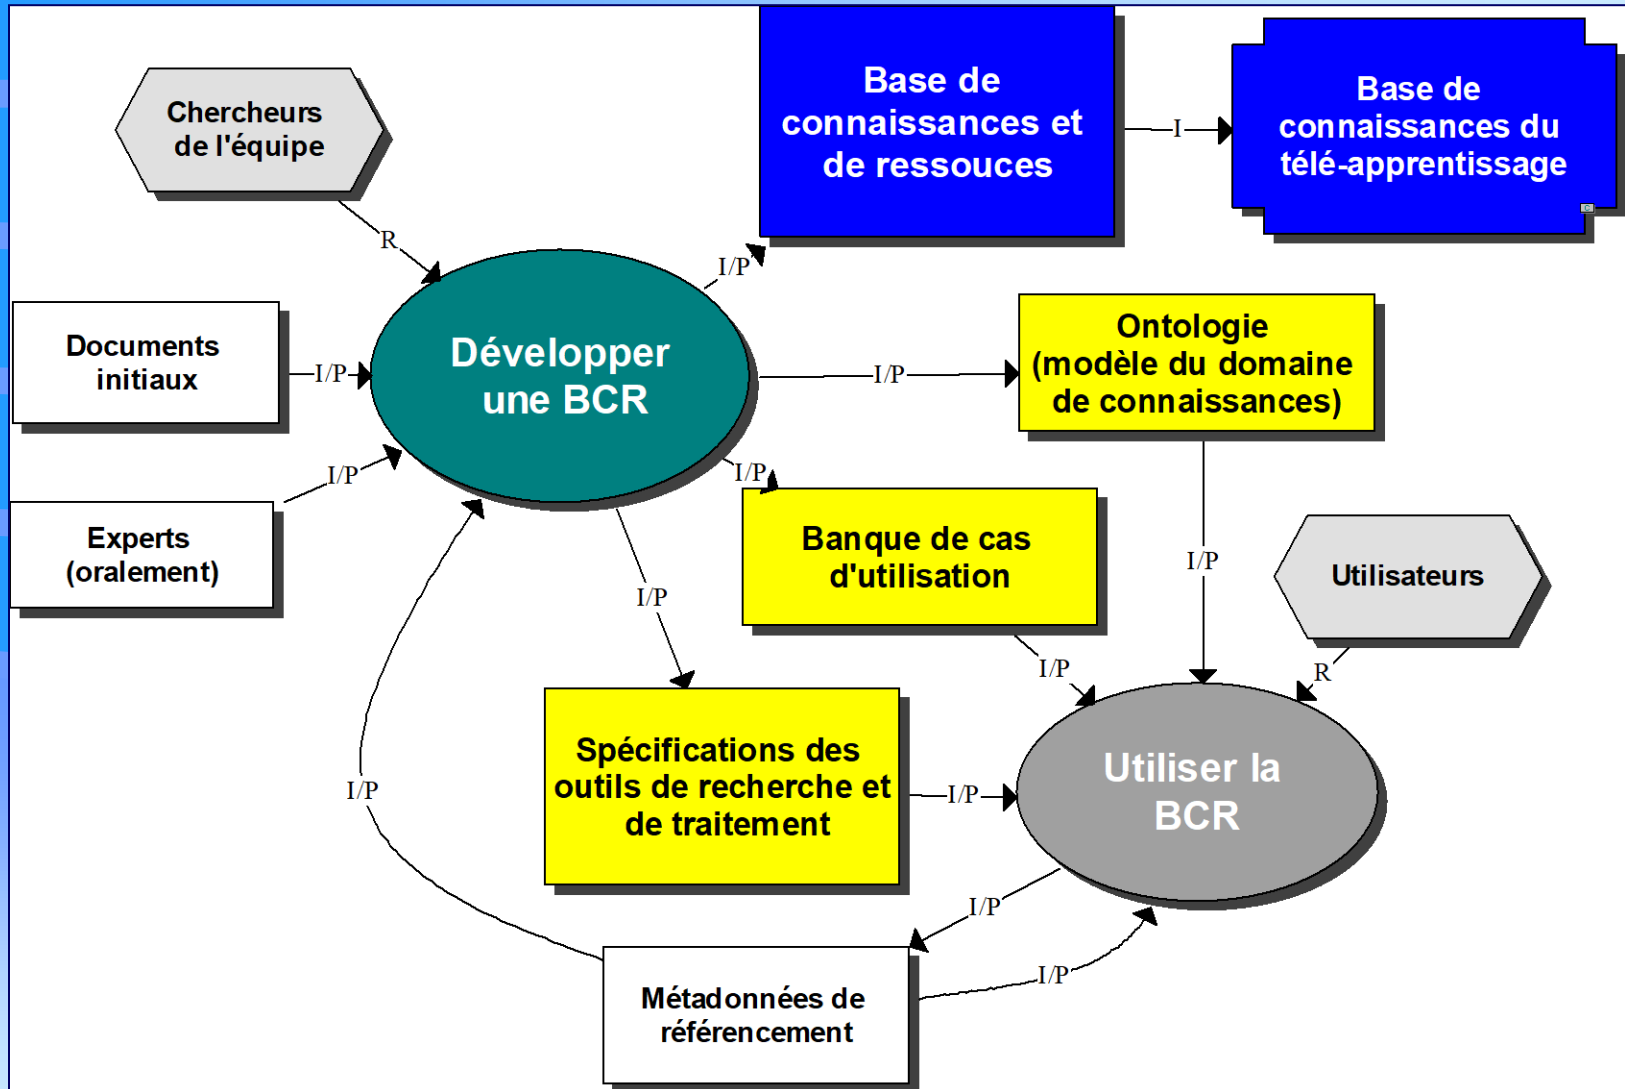 Chercheurs
de l'équipe
R
Base de
connaissances et
de ressouces
I
Base de
connaissances du
télé-apprentissage
C
I/P
Documents
initiaux
I/P
Développer
une BCR
I/P
Ontologie
(modèle du domaine
de connaissances)
Experts
(oralement)
I/P
I/P
Banque de cas
d'utilisation
I/P
I/P
Utilisateurs
R
I/P
I/P
Spécifications des
outils de recherche et
de traitement
I/P
Utiliser la
BCR
I/P
I/P
Métadonnées de
référencement
I/P